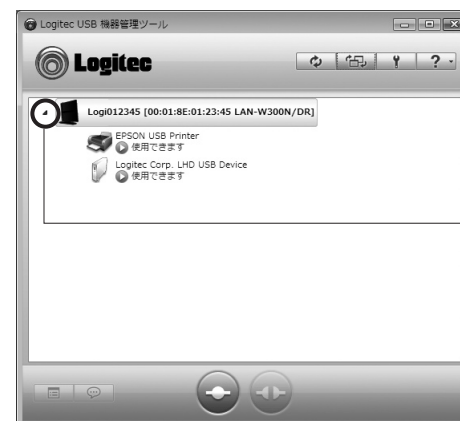 Logitec USB 機器管理ツール
Logitec
?
Logi012345 [00:01:8E:01:23:45 LAN-W300N/DR]
EPSON USB Printer
使用できます
Logitec Corp. LHD USB Device
使用できます